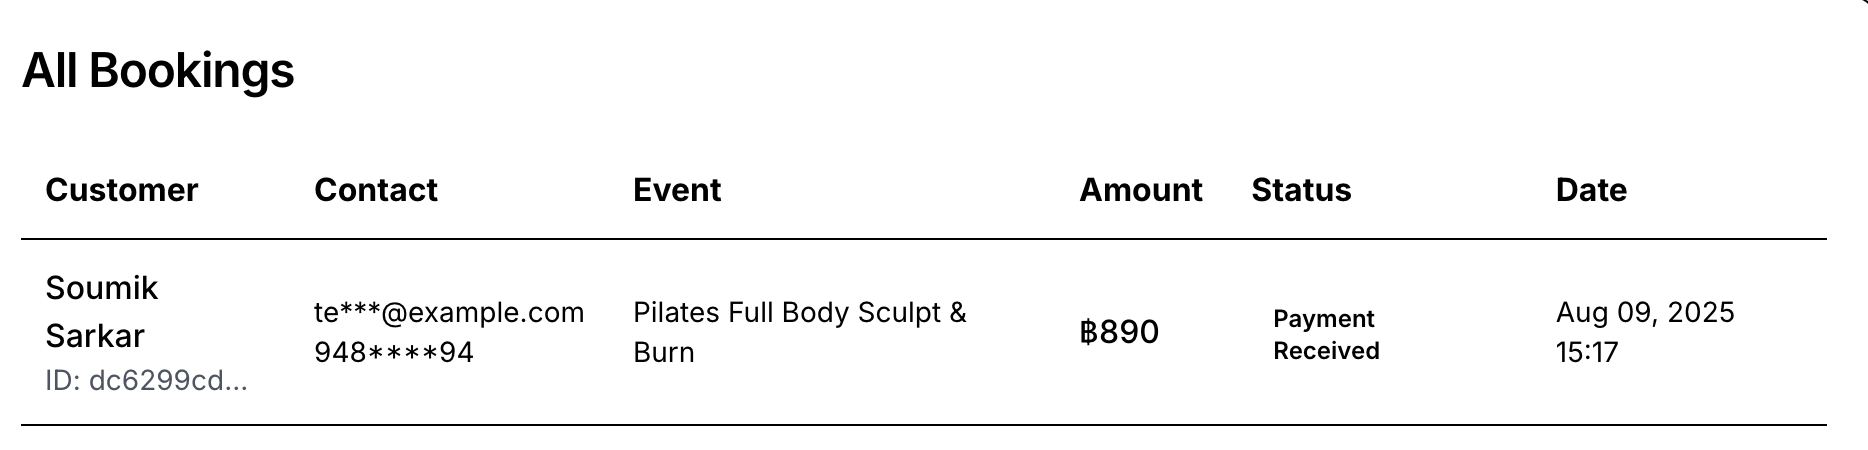 All Bookings
Customer Contact Event Amount Status Date
Soumik
Sarkar
ID: dc6299cd...
te***@example.com
948****94
Pilates Full Body Sculpt &
Burn
฿890
Payment
Received
Aug 09, 2025
15:17